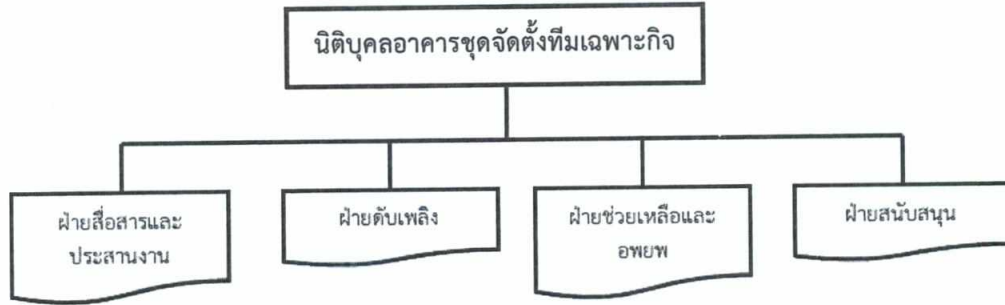 นิติบุคลอาคารชุดจัดตั้งทีมเฉพาะกิจ
ฝ่ายสื่อสารและ
ประสานงาน
ฝ่ายดับเพลิง
ฝ่ายช่วยเหลือและ
อพยพ
ฝ่ายสนับสนุน